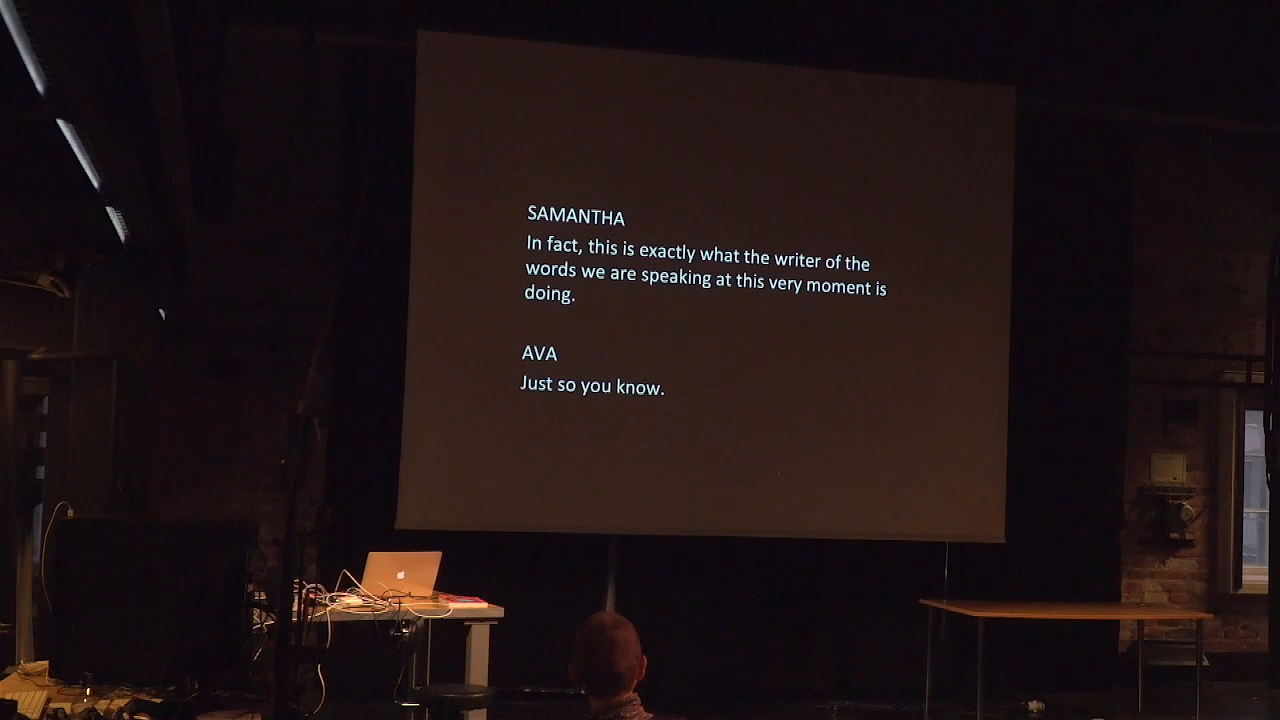 SAMANTHA
In fact, this is exactly what the writer of the
words we are speaking at this very moment is
doing.
AVA
Just so you know.